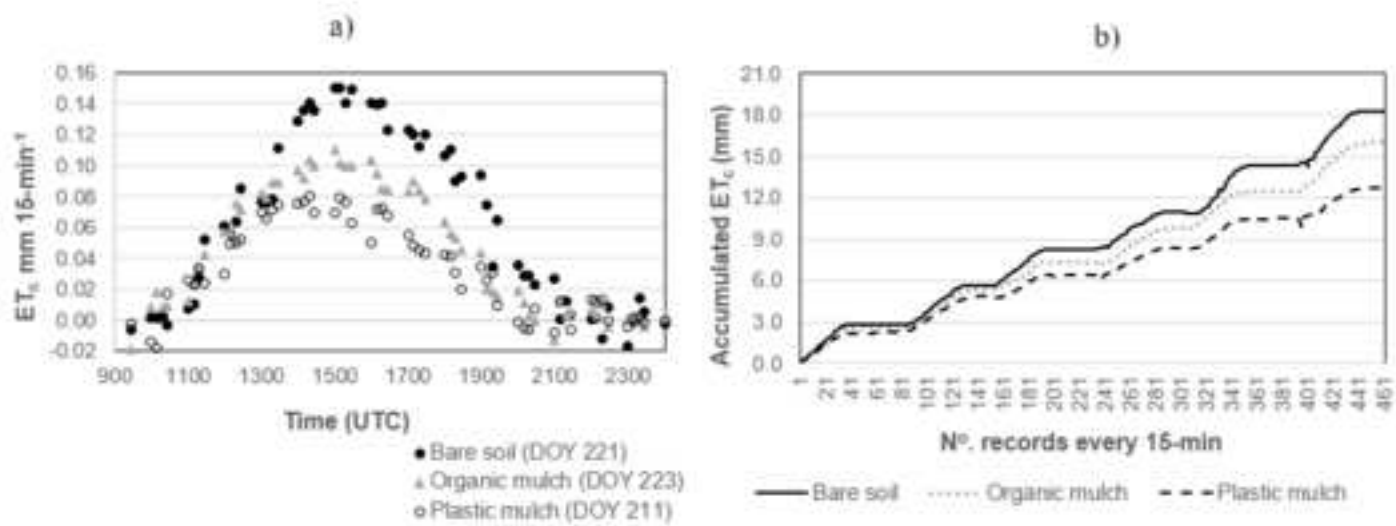 a)
0.16
0.14
0.12
0.10
0.08
0.06
0.04
0.02
0.00
-0.02
mm 15-min⁻¹
900 1100 1300 1500 1700 1900 2100 2300
Time (UTC)
Bare soil (DOY 221)
Organic mulch (DOY 223)
Plastic mulch (DOY 211)
b)
21.0
18.0
15.0
12.0
9.0
6.0
3.0
0.0
Accumulated ETc (mm)
1 21 41 61 81 101 121 141 161 181 201 221 241 261 281 301 321 341 361 381 401 421 441 461
Nº. records every 15-min
Bare soil Organic mulch Plastic mulch